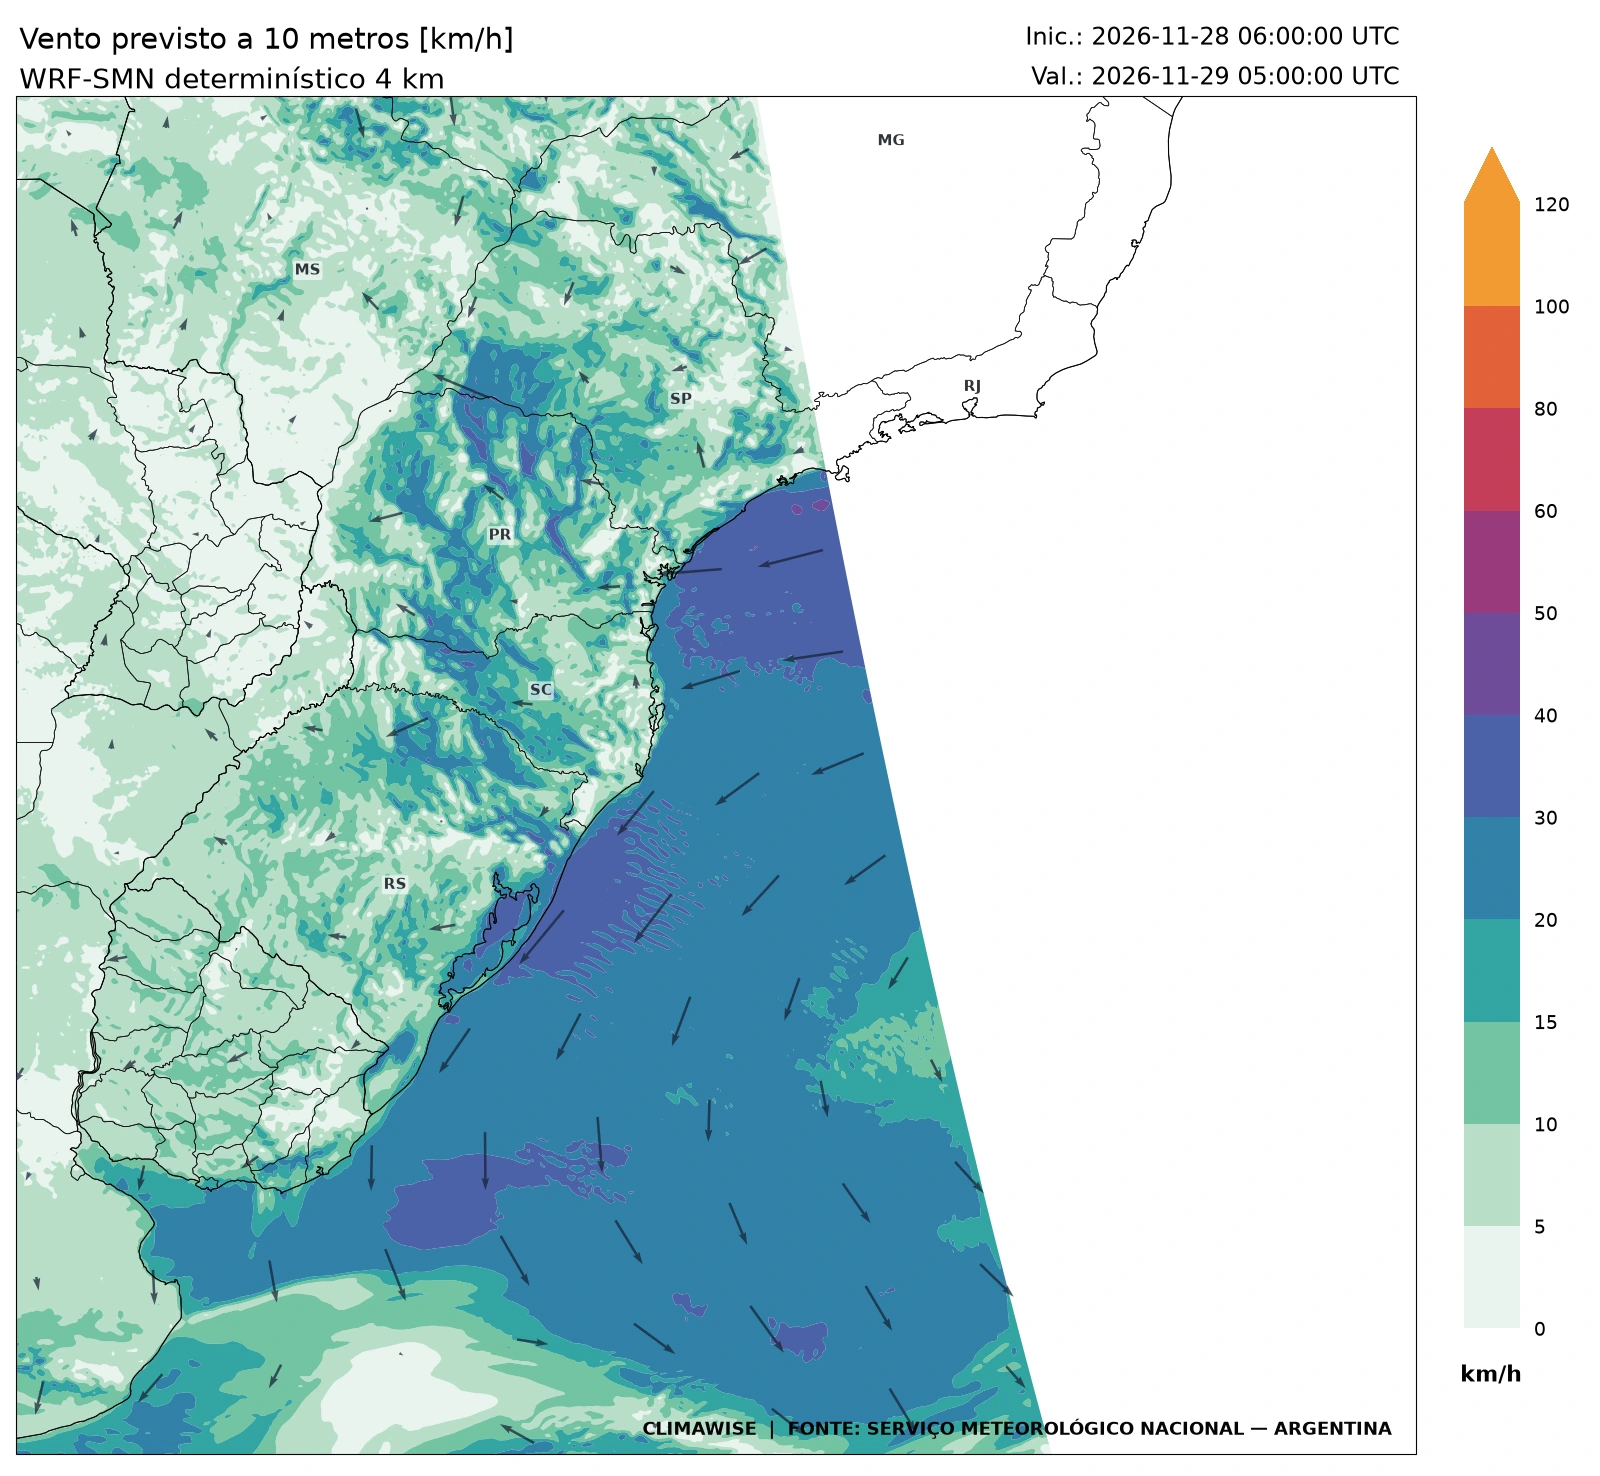 Vento previsto a 10 metros [km/h]
WRF-SMN determinístico 4 km
Inic.: 2026-11-28 06:00:00 UTC
Val.: 2026-11-29 05:00:00 UTC
MG
MS
RJ
SP
PR
SC
RS
120
100
80
60
50
40
30
20
15
10
5
0
km/h
CLIMAWISE | FONTE: SERVIÇO METEOROLÓGICO NACIONAL — ARGENTINA